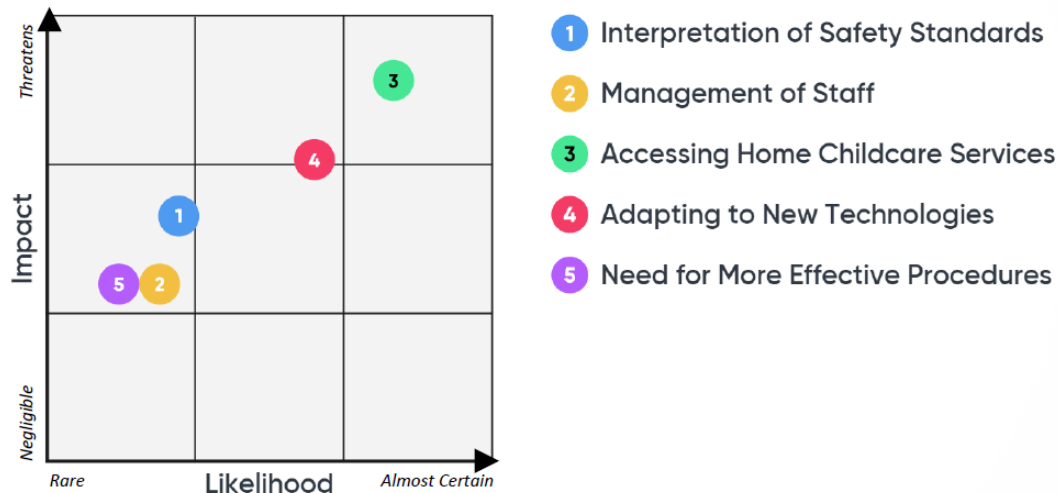 Threatens
Impact
Negligible
Rare
Likelihood
Almost Certain
3
4
1
5
2
1 Interpretation of Safety Standards
2 Management of Staff
3 Accessing Home Childcare Services
4 Adapting to New Technologies
5 Need for More Effective Procedures